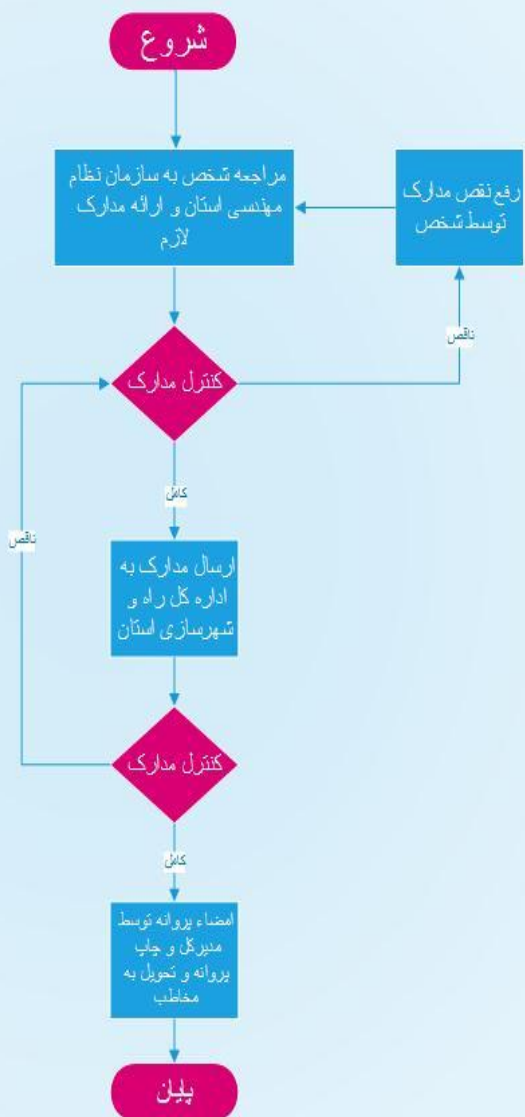 شروع
مراجعه شخص به سازمان نظام
مهندسی استان و ارائه مدارک
لازم
رفع نقص مدارک
توسط شخص
ناقص
کنترل مدارک
کامل
ناقص
ارسال مدارک به
اداره کل راه و
شهرسازی استان
کنترل مدارک
کامل
امضاء پروانه توسط
مدیرکل و چاپ
پروانه و تحویل به
مخاطب
پایان